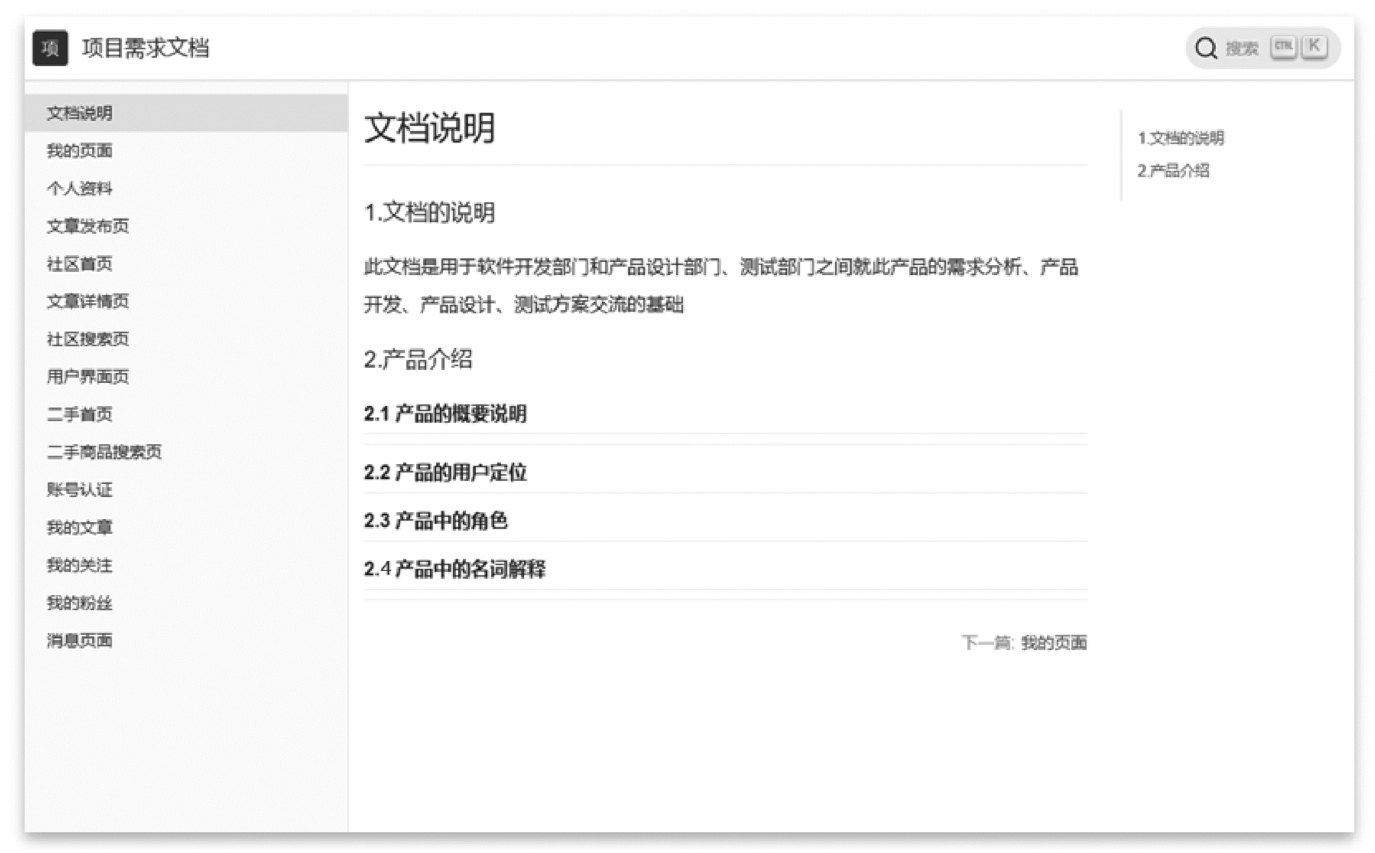 项 项目需求文档
搜索 CTRL K
文档说明
我的页面
个人资料
文章发布页
社区首页
文章详情页
社区搜索页
用户界面页
二手首页
二手商品搜索页
账号认证
我的文章
我的关注
我的粉丝
消息页面
文档说明
1.文档的说明
此文档是用于软件开发部门和产品设计部门、测试部门之间就此产品的需求分析、产品
开发、产品设计、测试方案交流的基础
2.产品介绍
2.1 产品的概要说明
2.2 产品的用户定位
2.3 产品中的角色
2.4 产品中的名词解释
下一篇: 我的页面
1.文档的说明
2.产品介绍